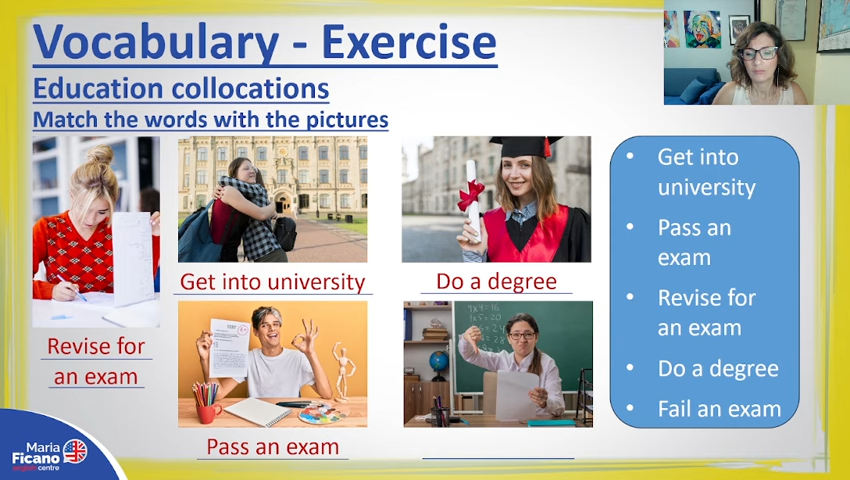 Vocabulary - Exercise
Education collocations
Match the words with the pictures
Get into university
Do a degree
Revise for
an exam
Pass an exam
• Get into
university
• Pass an
exam
• Revise for
an exam
• Do a degree
• Fail an exam
Maria
Ficano
english centre